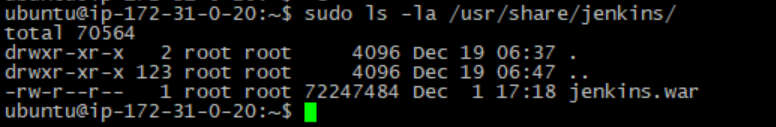 ubuntu@ip-172-31-0-20:~$ sudo ls -la /usr/share/jenkins/
total 70564
drwxr-xr-x   2 root root     4096 Dec 19 06:37 .
drwxr-xr-x 123 root root     4096 Dec 19 06:47 ..
-rw-r--r--   1 root root 72247484 Dec  1 17:18 jenkins.war
ubuntu@ip-172-31-0-20:~$